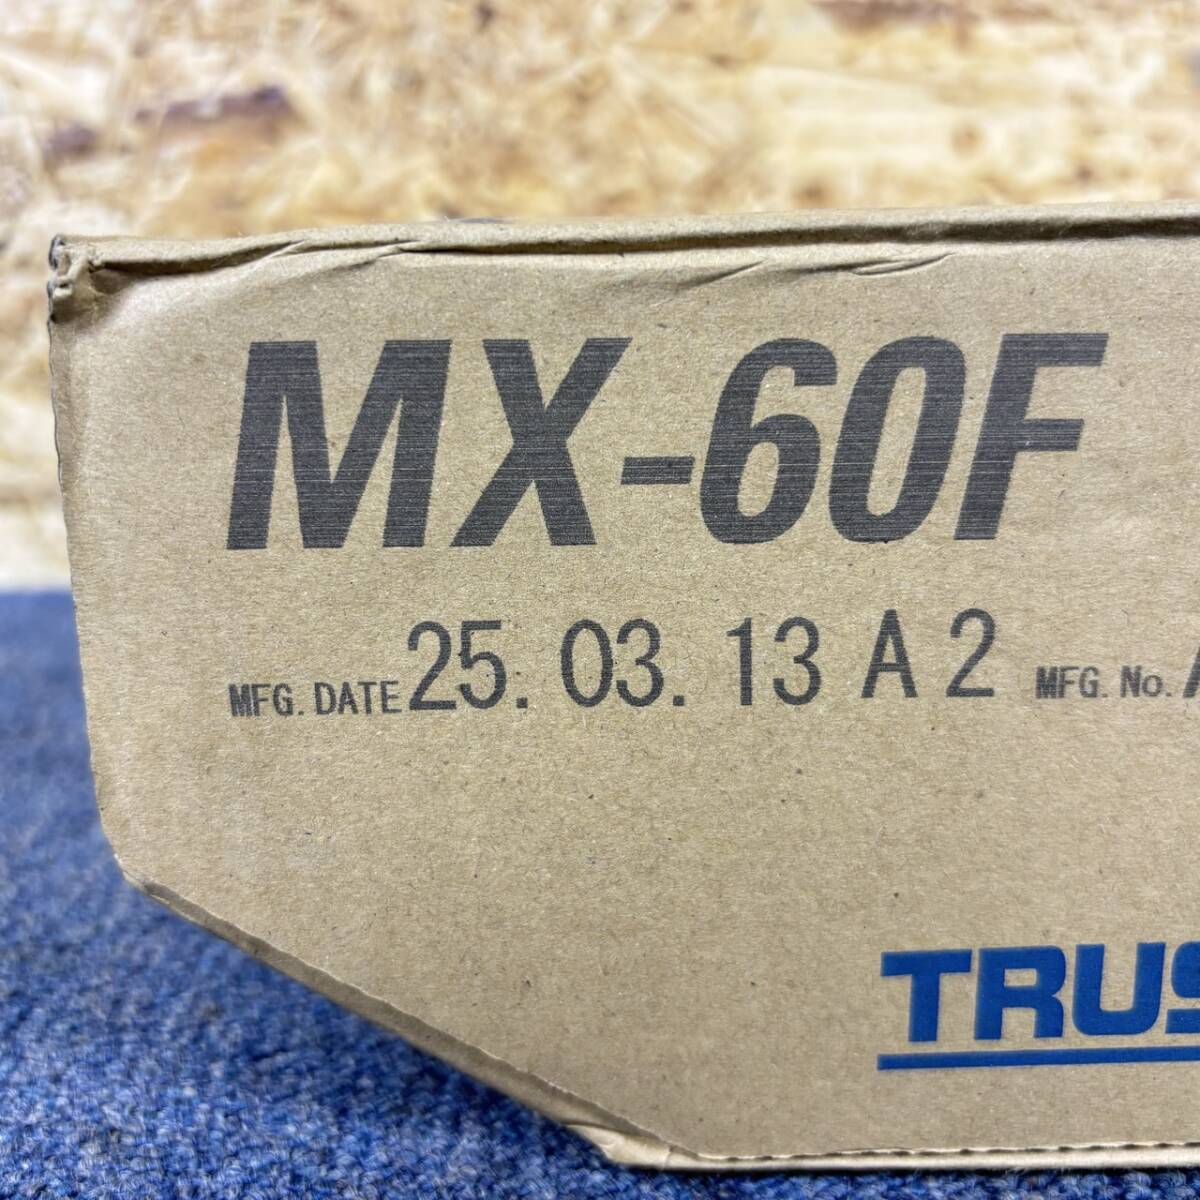 MX-60F
MFG. DATE 25. 03. 13 A 2 MFG. No.
TRUS